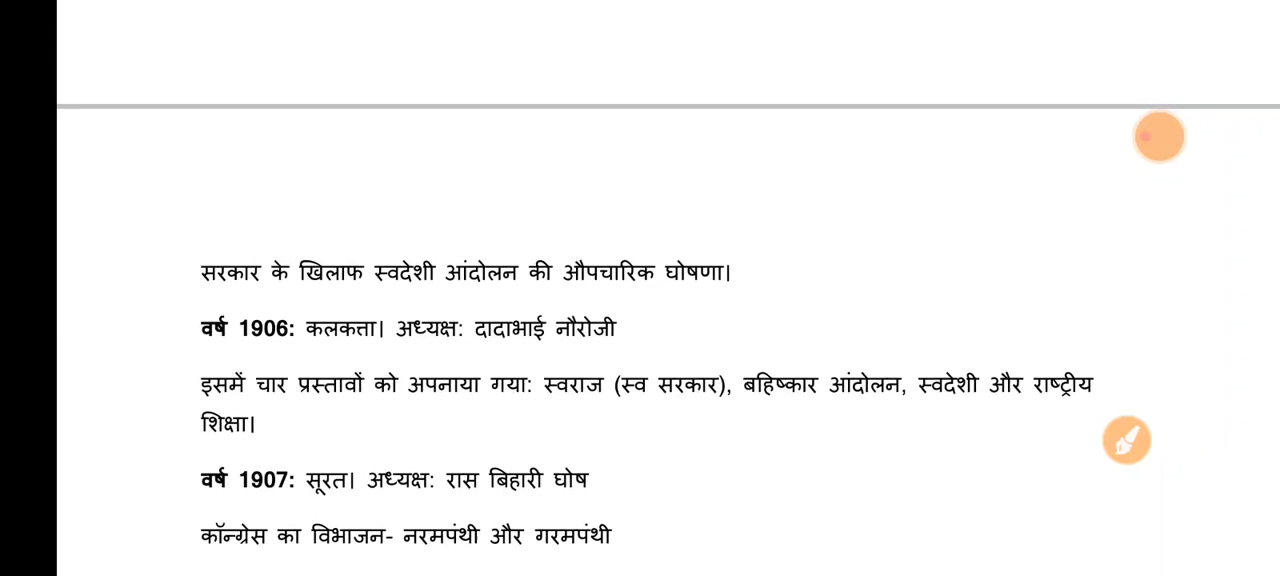 सरकार के खिलाफ स्वदेशी आंदोलन की औपचारिक घोषणा।
वर्ष 1906: कलकत्ता। अध्यक्ष: दादाभाई नौरोजी
इसमें चार प्रस्तावों को अपनाया गया: स्वराज (स्व सरकार), बहिष्कार आंदोलन, स्वदेशी और राष्ट्रीय
शिक्षा।
वर्ष 1907: सूरत। अध्यक्ष: रास बिहारी घोष
कॉन्ग्रेस का विभाजन- नरमपंथी और गरमपंथी